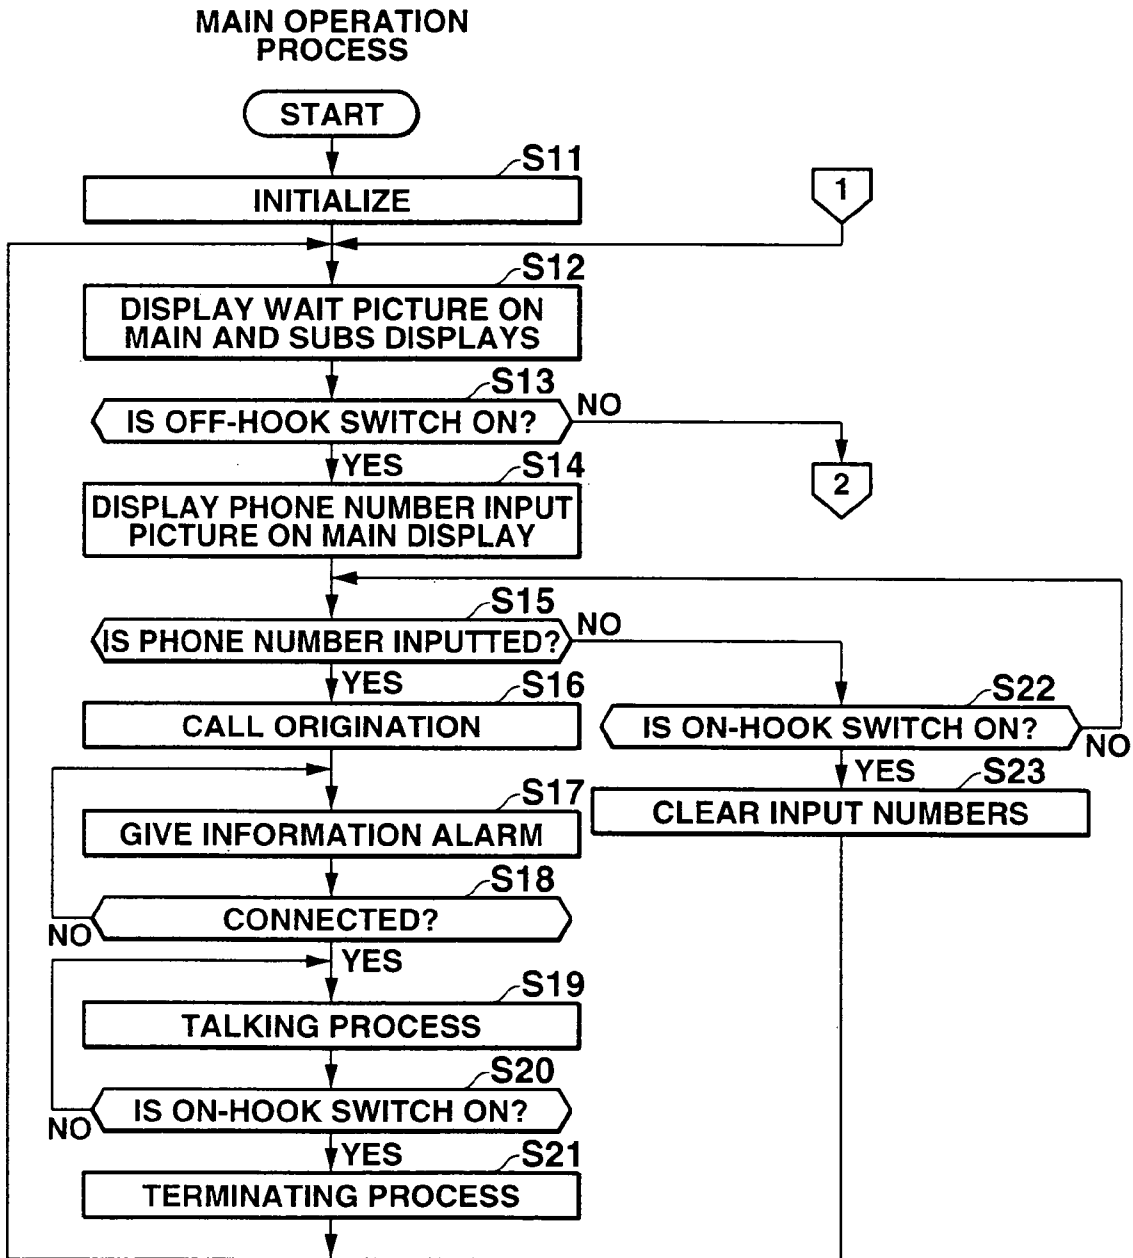 MAIN OPERATION
PROCESS
START
S11
INITIALIZE
1
S12
DISPLAY WAIT PICTURE ON
MAIN AND SUBS DISPLAYS
S13
IS OFF-HOOK SWITCH ON?
NO
YES
S14
2
DISPLAY PHONE NUMBER INPUT
PICTURE ON MAIN DISPLAY
S15
IS PHONE NUMBER INPUTTED?
NO
YES
S16
CALL ORIGINATION
S22
IS ON-HOOK SWITCH ON?
NO
YES
S23
CLEAR INPUT NUMBERS
S17
GIVE INFORMATION ALARM
S18
CONNECTED?
NO
YES
S19
TALKING PROCESS
S20
IS ON-HOOK SWITCH ON?
NO
YES
S21
TERMINATING PROCESS